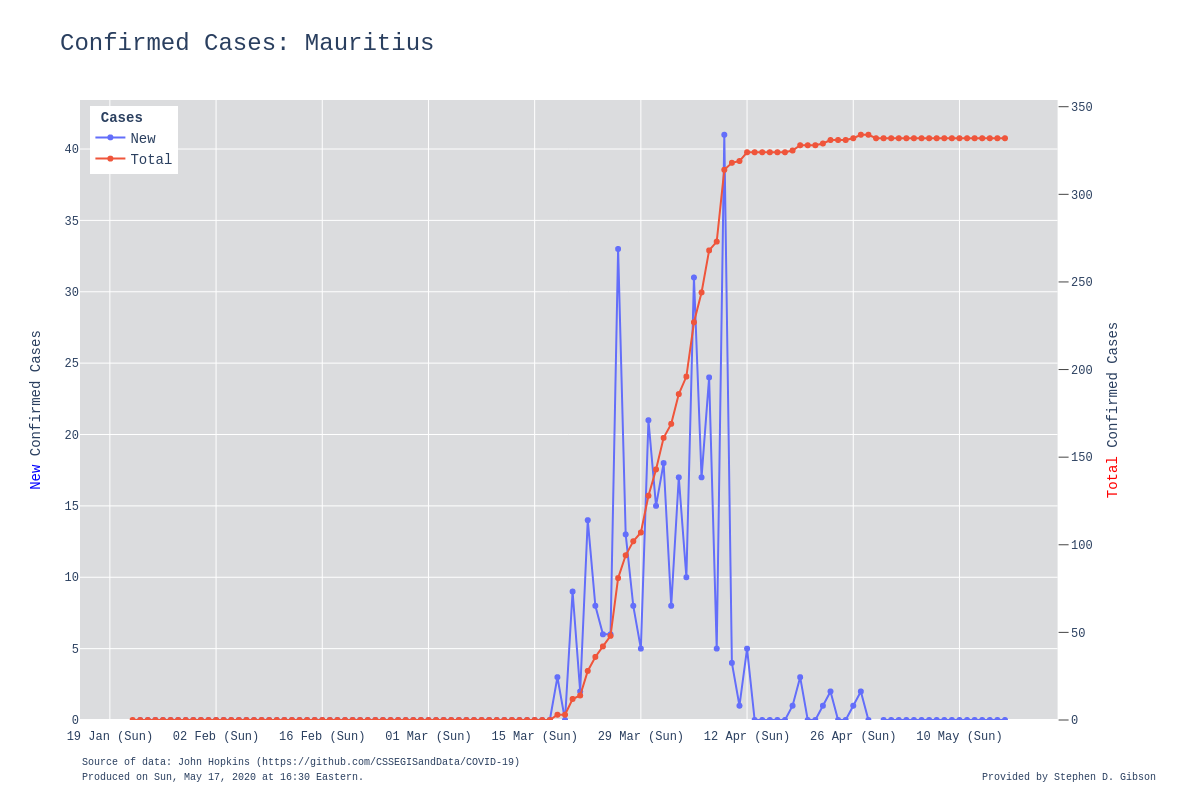 Confirmed Cases: Mauritius
Cases
New
Total
40
35
30
25
20
15
10
5
0
350
300
250
200
150
100
50
0
New Confirmed Cases
Total Confirmed Cases
19 Jan (Sun) 02 Feb (Sun) 16 Feb (Sun) 01 Mar (Sun) 15 Mar (Sun) 29 Mar (Sun) 12 Apr (Sun) 26 Apr (Sun) 10 May (Sun)
Source of data: John Hopkins (https://github.com/CSSEGISandData/COVID-19)
Produced on Sun, May 17, 2020 at 16:30 Eastern.
Provided by Stephen D. Gibson